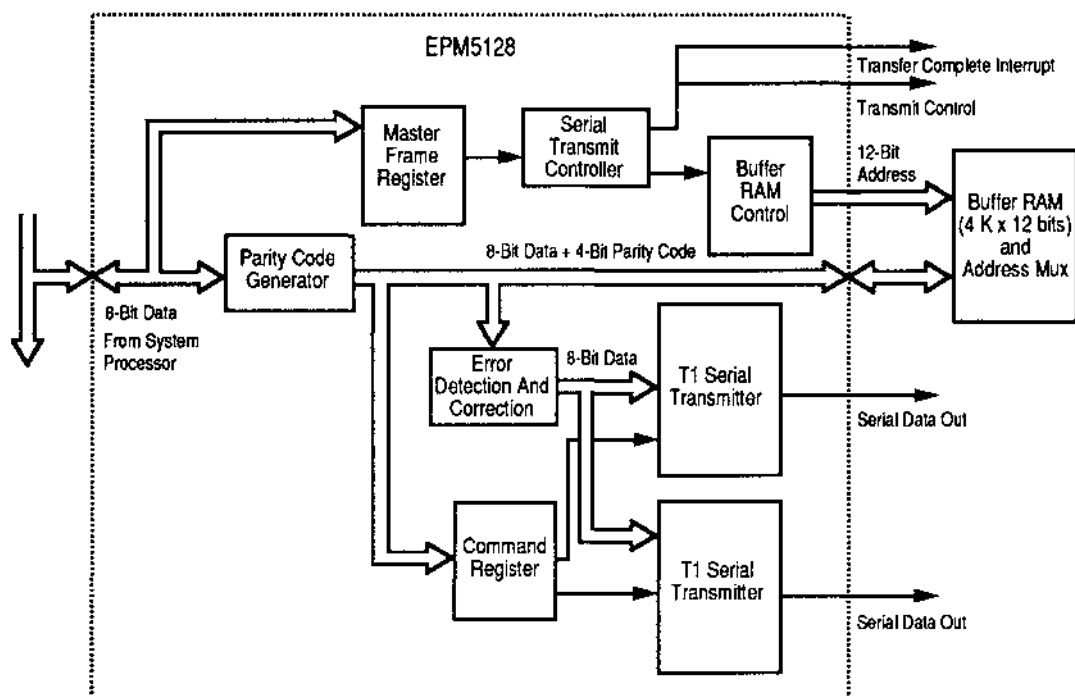 EPM5128
Transfer Complete Interrupt
Transmit Control
Master
Frame
Register
Serial
Transmit
Controller
Buffer
RAM
Control
12-Bit
Address
Buffer RAM
(4 K x 12 bits)
and
Address Mux
Parity Code
Generator
8-Bit Data + 4-Bit Parity Code
8-Bit Data
From System
Processor
Error
Detection And
Correction
8-Bit Data
T1 Serial
Transmitter
Serial Data Out
Command
Register
T1 Serial
Transmitter
Serial Data Out